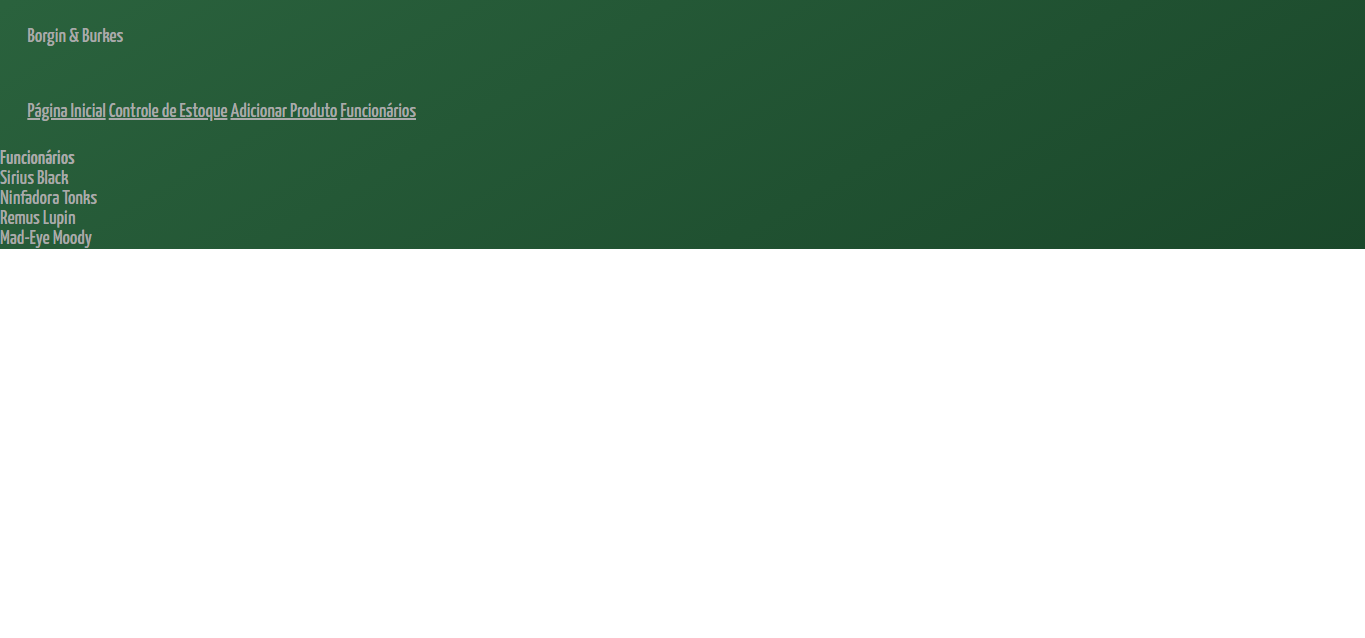 Borgin & Burkes
Página Inicial Controle de Estoque Adicionar Produto Funcionários
Funcionários
Sirius Black
Ninfadora Tonks
Remus Lupin
Mad-Eye Moody